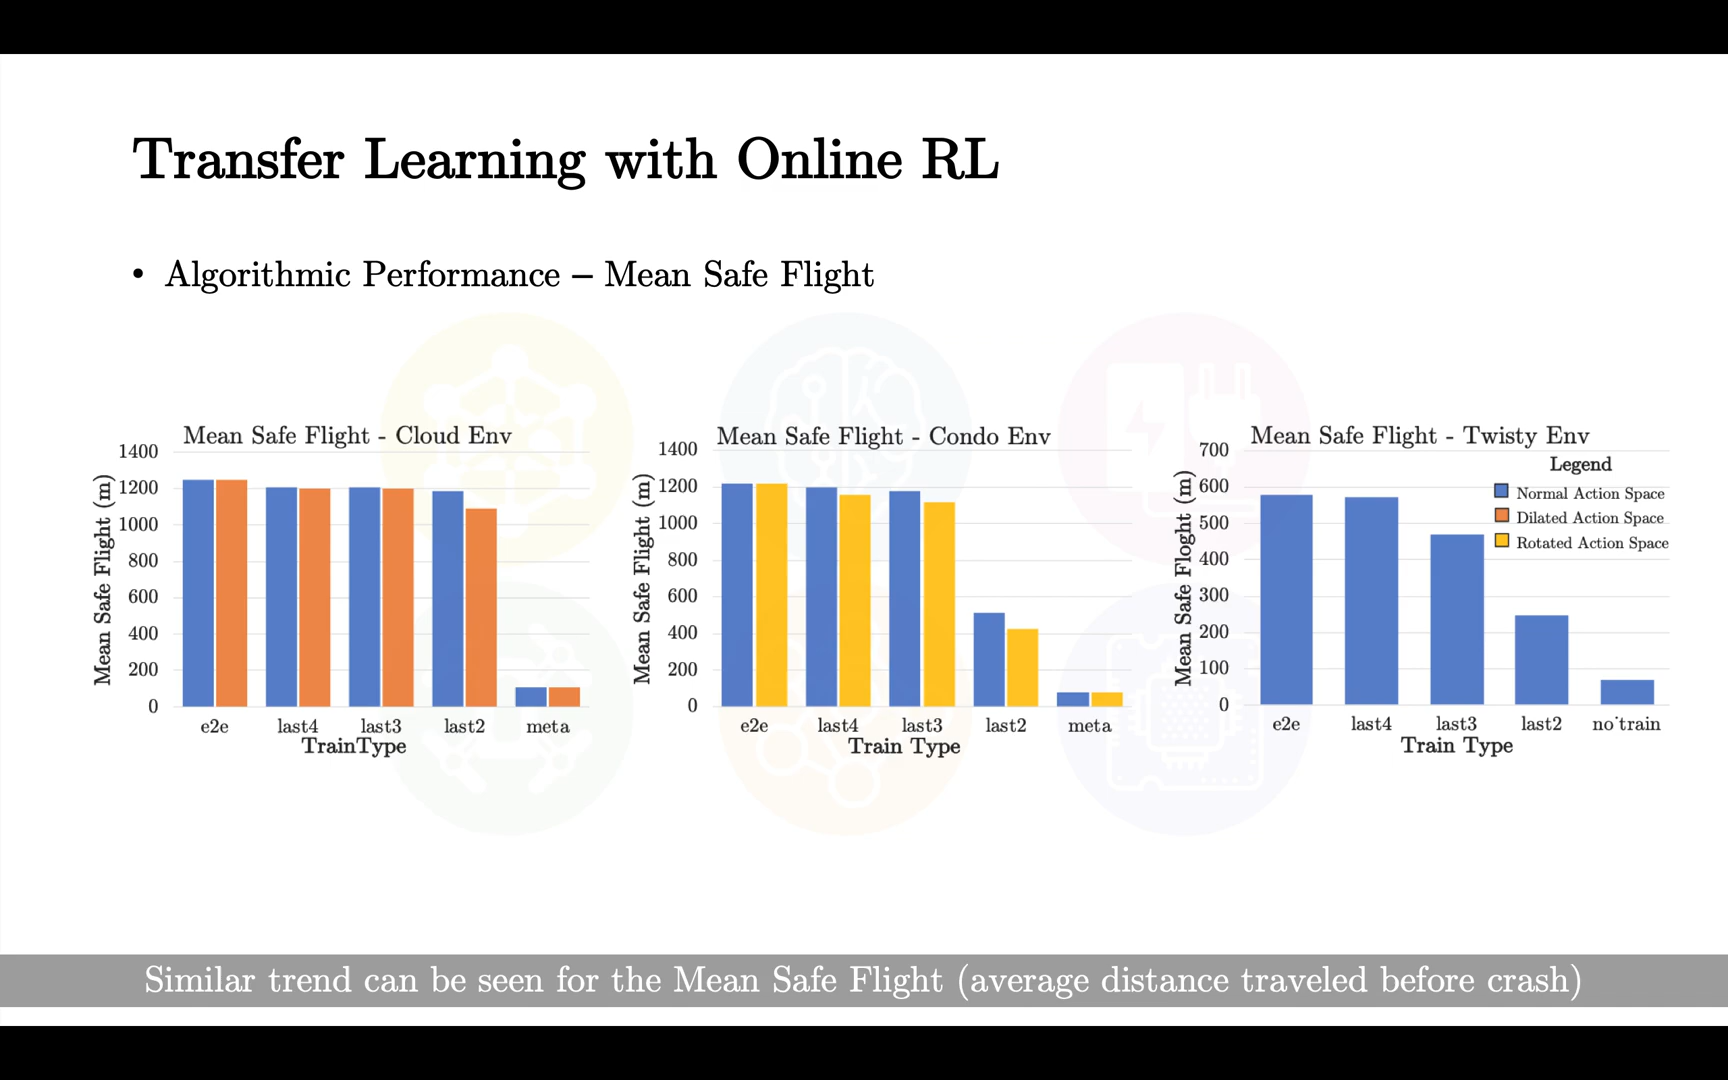 Transfer Learning with Online RL
• Algorithmic Performance – Mean Safe Flight
Mean Safe Flight - Cloud Env
Mean Safe Flight (m)
1400
1200
1000
800
600
400
200
0
e2e last4 last3 last2 meta
TrainType
Mean Safe Flight - Condo Env
Mean Safe Flight (m)
1400
1200
1000
800
600
400
200
0
e2e last4 last3 last2 meta
Train Type
Mean Safe Flight - Twisty Env
Mean Safe Floght (m)
700
600
500
400
300
200
100
0
Legend
Normal Action Space
Dilated Action Space
Rotated Action Space
e2e last4 last3 last2 no˙train
Train Type
Similar trend can be seen for the Mean Safe Flight (average distance traveled before crash)